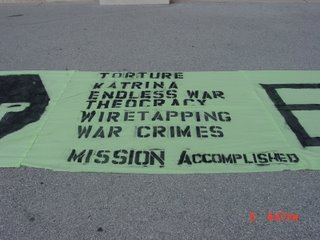 TORTURE
KATRINA
ENDLESS WAR
THEOCRACY
WIRETAPPING
WAR CRIMES
MISSION ACCOMPLISHED